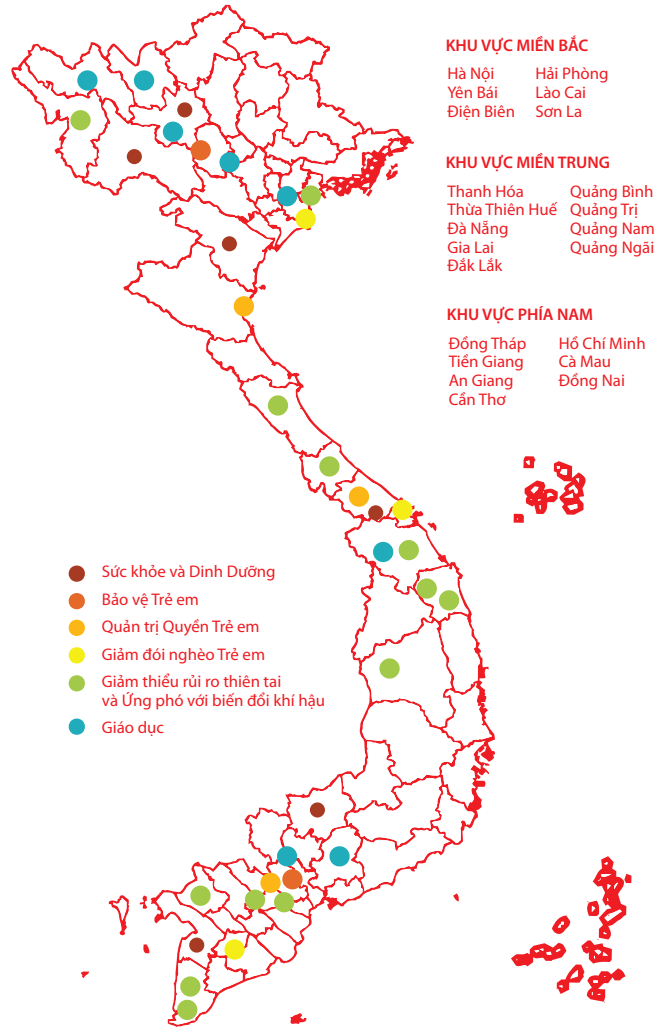 KHU VỰC MIỀN BẮC
Hà Nội Hải Phòng
Yên Bái Lào Cai
Điện Biên Sơn La
KHU VỰC MIỀN TRUNG
Thanh Hóa Quảng Bình
Thừa Thiên Huế Quảng Trị
Đà Nẵng Quảng Nam
Gia Lai Quảng Ngãi
Đắk Lắk
KHU VỰC PHÍA NAM
Đồng Tháp Hồ Chí Minh
Tiền Giang Cà Mau
An Giang Đồng Nai
Cần Thơ
Sức khỏe và Dinh Dưỡng
Bảo vệ Trẻ em
Quản trị Quyền Trẻ em
Giảm đói nghèo Trẻ em
Giảm thiểu rủi ro thiên tai
và Ứng phó với biến đổi khí hậu
Giáo dục